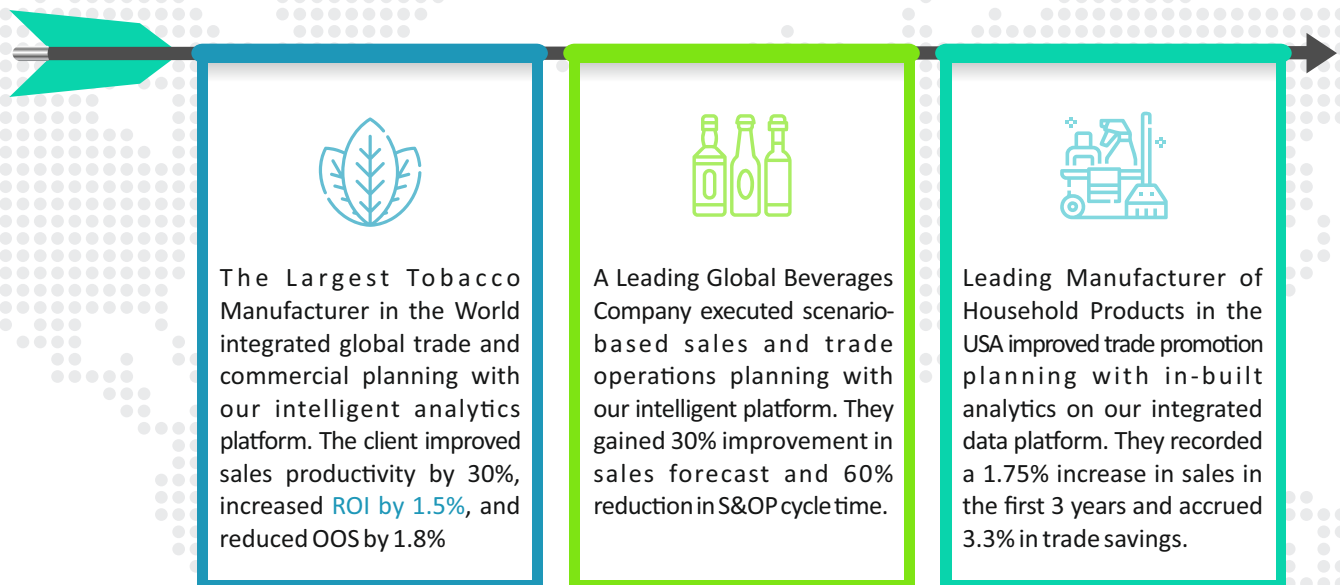 The Largest Tobacco
Manufacturer in the World
integrated global trade and
commercial planning with
our intelligent analytics
platform. The client improved
sales productivity by 30%,
increased ROI by 1.5%, and
reduced OOS by 1.8%
A Leading Global Beverages
Company executed scenario-
based sales and trade
operations planning with
our intelligent platform. They
gained 30% improvement in
sales forecast and 60%
reduction in S&OP cycle time.
Leading Manufacturer of
Household Products in the
USA improved trade promotion
planning with in-built
analytics on our integrated
data platform. They recorded
a 1.75% increase in sales in
the first 3 years and accrued
3.3% in trade savings.